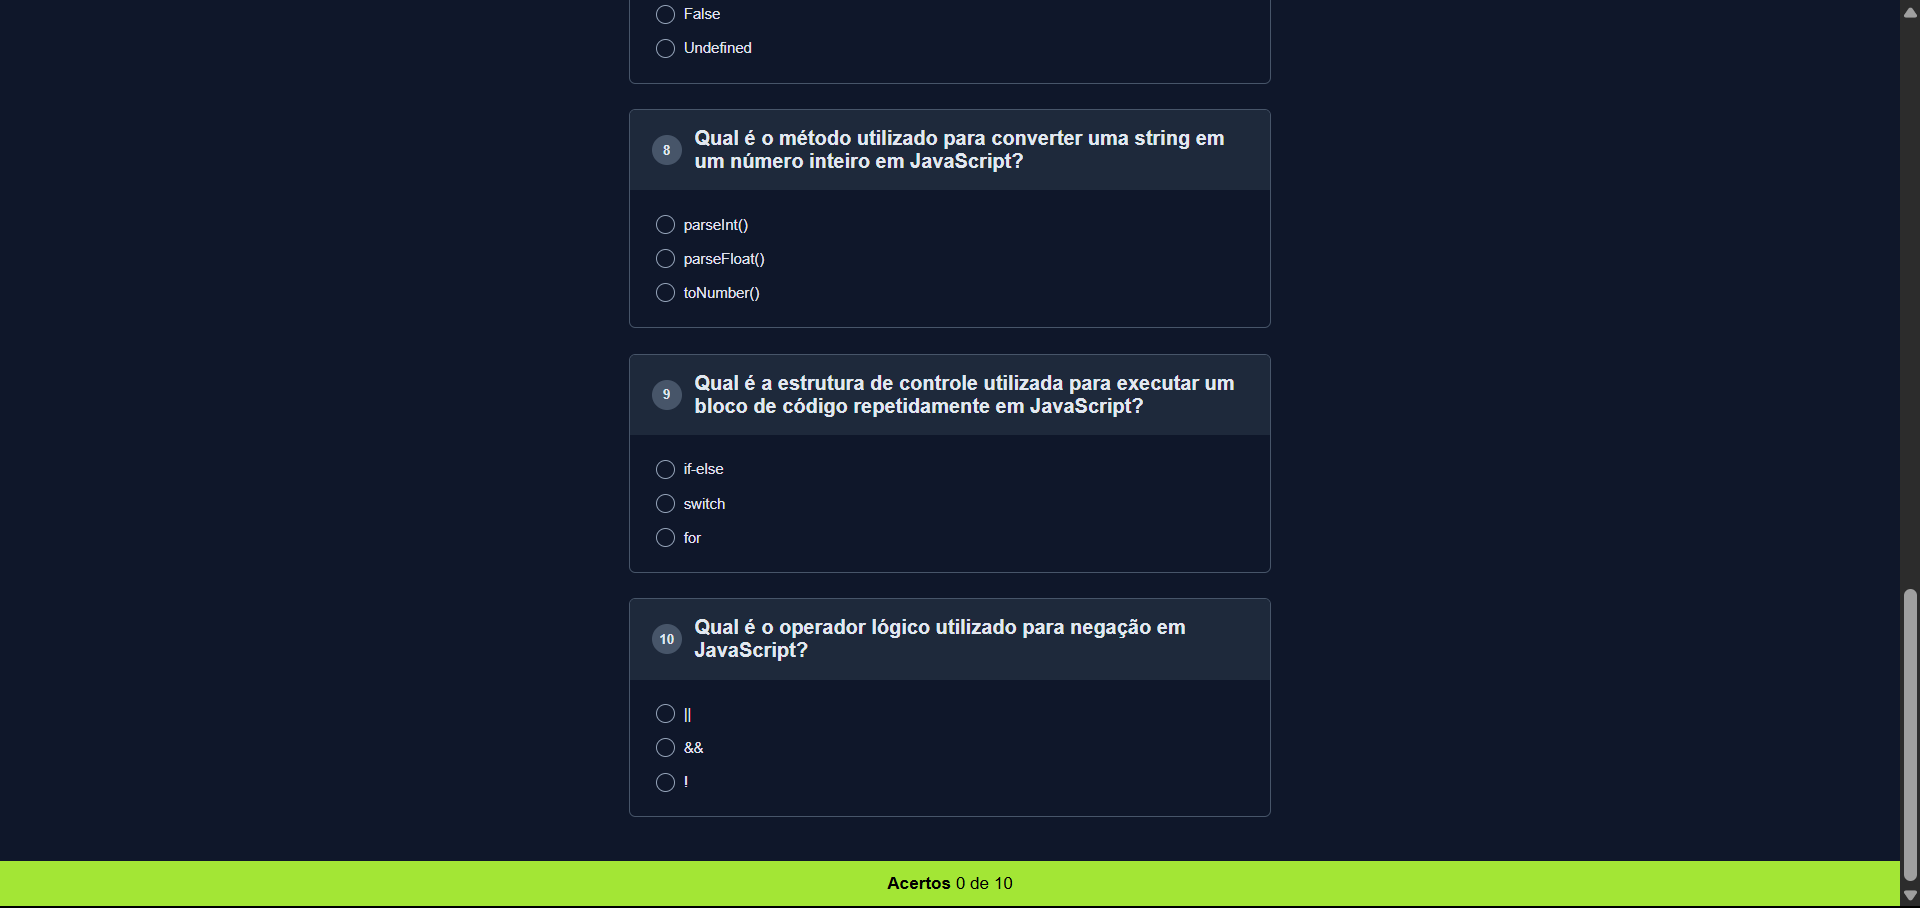 False
Undefined
8
Qual é o método utilizado para converter uma string em
um número inteiro em JavaScript?
parseInt()
parseFloat()
toNumber()
9
Qual é a estrutura de controle utilizada para executar um
bloco de código repetidamente em JavaScript?
if-else
switch
for
10
Qual é o operador lógico utilizado para negação em
JavaScript?
||
&&
!
Acertos 0 de 10